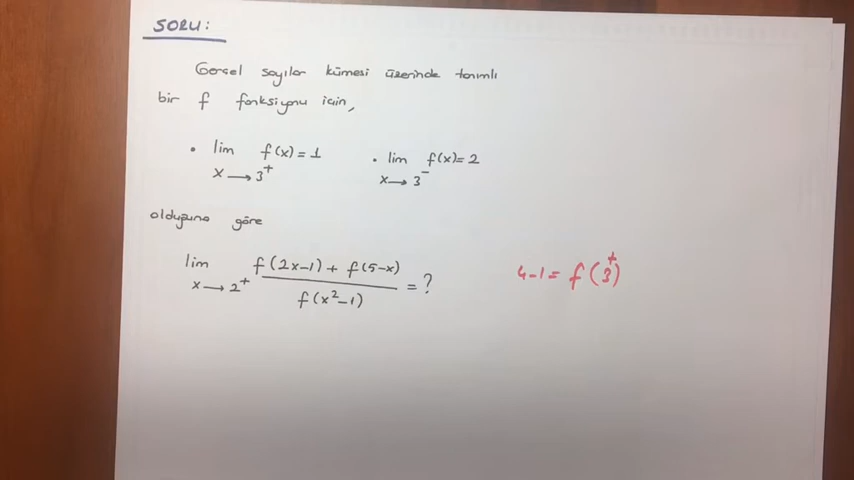 SORU:
Gerçel sayılar kümesi üzerinde tanımlı
bir f fonksiyonu için,
• lim f(x) = 1 • lim f(x) = 2
x → 3⁺ x → 3⁻
olduğuna göre
lim f(2x-1) + f(5-x) / f(x²-1) = ? 4-1 = f(3⁺)
x → 2⁺